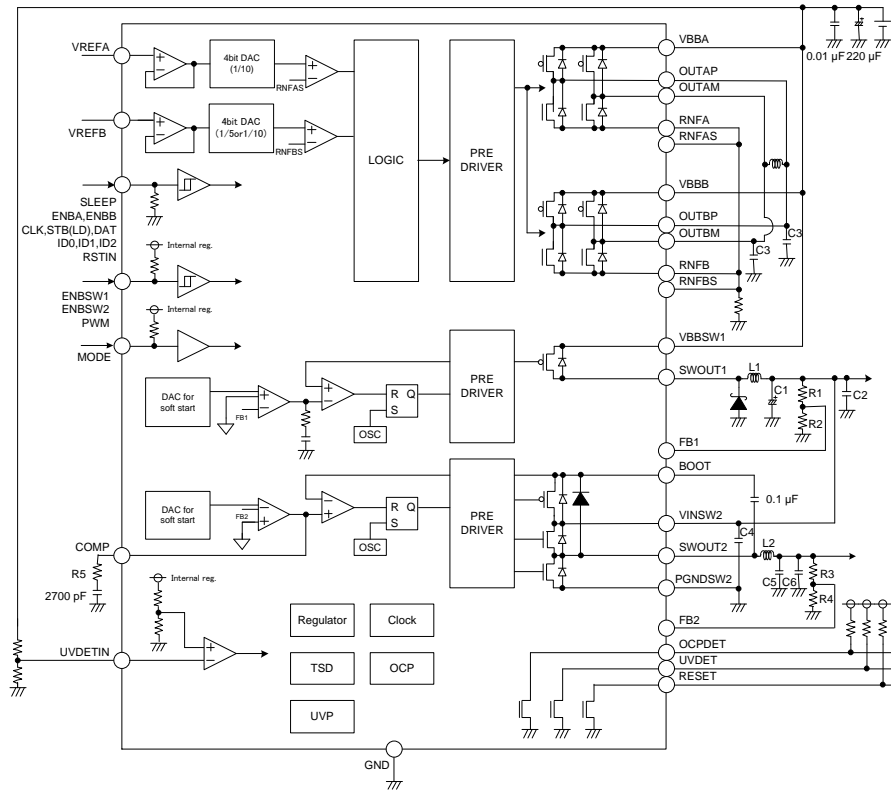 VREFA
4bit DAC
(1/10)
RNFAS
VREFB
4bit DAC
(1/5or1/10)
RNFBS
LOGIC
PRE
DRIVER
VBBA
OUTAP
OUTAM
RNFA
RNFAS
VBBB
OUTBP
OUTBM
RNFB
RNFBS
0.01 µF
220 µF
C3
C3
SLEEP
ENBA,ENBB
CLK,STB(LD),DAT
ID0,ID1,ID2
RSTIN
Internal reg.
ENBSW1
ENBSW2
PWM
Internal reg.
MODE
DAC for
soft start
FB1
R
Q
S
OSC
PRE
DRIVER
VBBSW1
SWOUT1
L1
C1
R1
R2
C2
FB1
DAC for
soft start
FB2
R
Q
S
OSC
PRE
DRIVER
BOOT
0.1 µF
VINSW2
C4
SWOUT2
L2
PGNDSW2
C5
C6
R3
R4
FB2
COMP
R5
2700 pF
Internal reg.
UVDETIN
Regulator
Clock
TSD
OCP
UVP
OCPDET
UVDET
RESET
GND